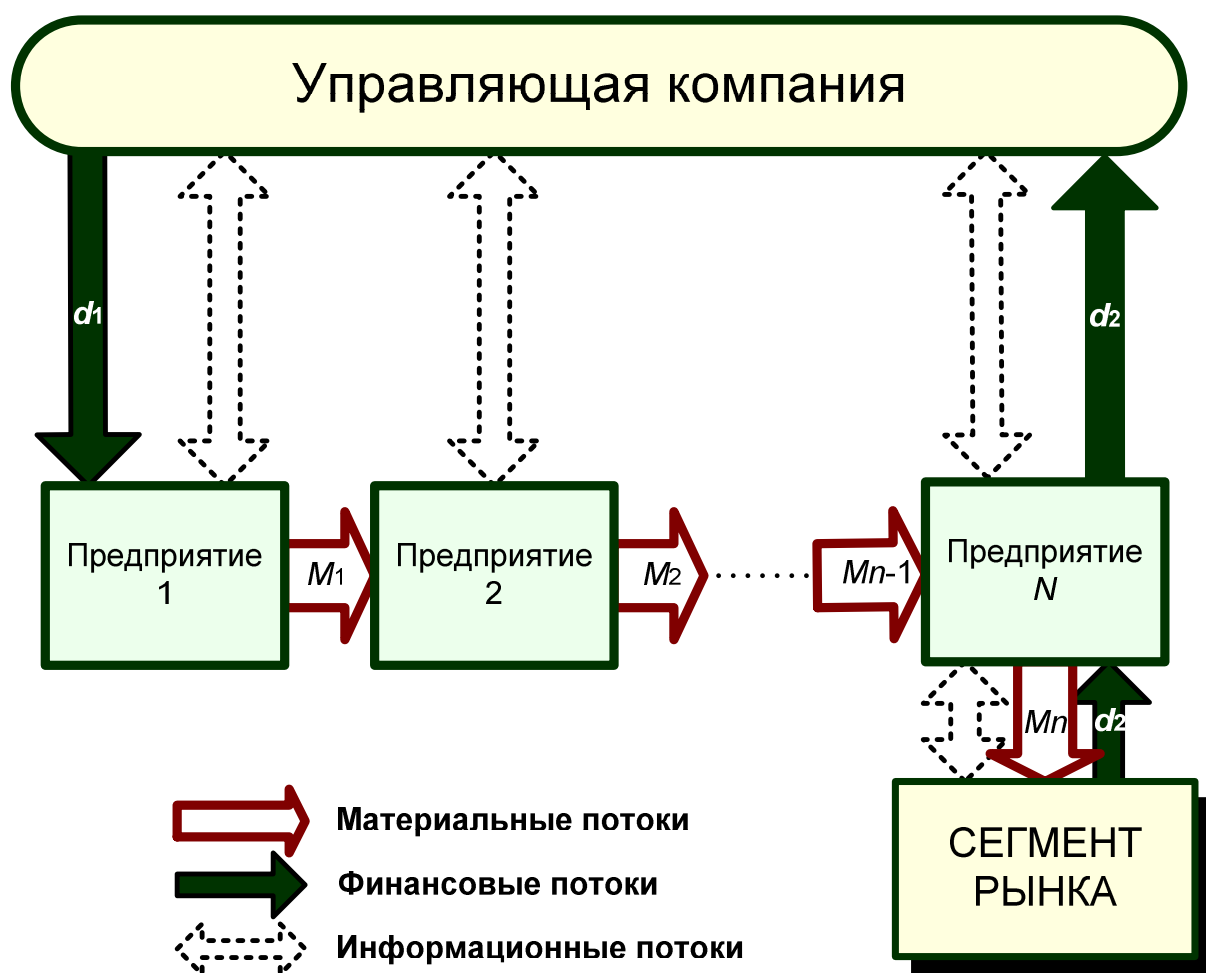 Управляющая компания
d1
d2
Предприятие
1
M1
Предприятие
2
M2
Mn-1
Предприятие
N
Mn
d2
СЕГМЕНТ
РЫНКА
Материальные потоки
Финансовые потоки
Информационные потоки